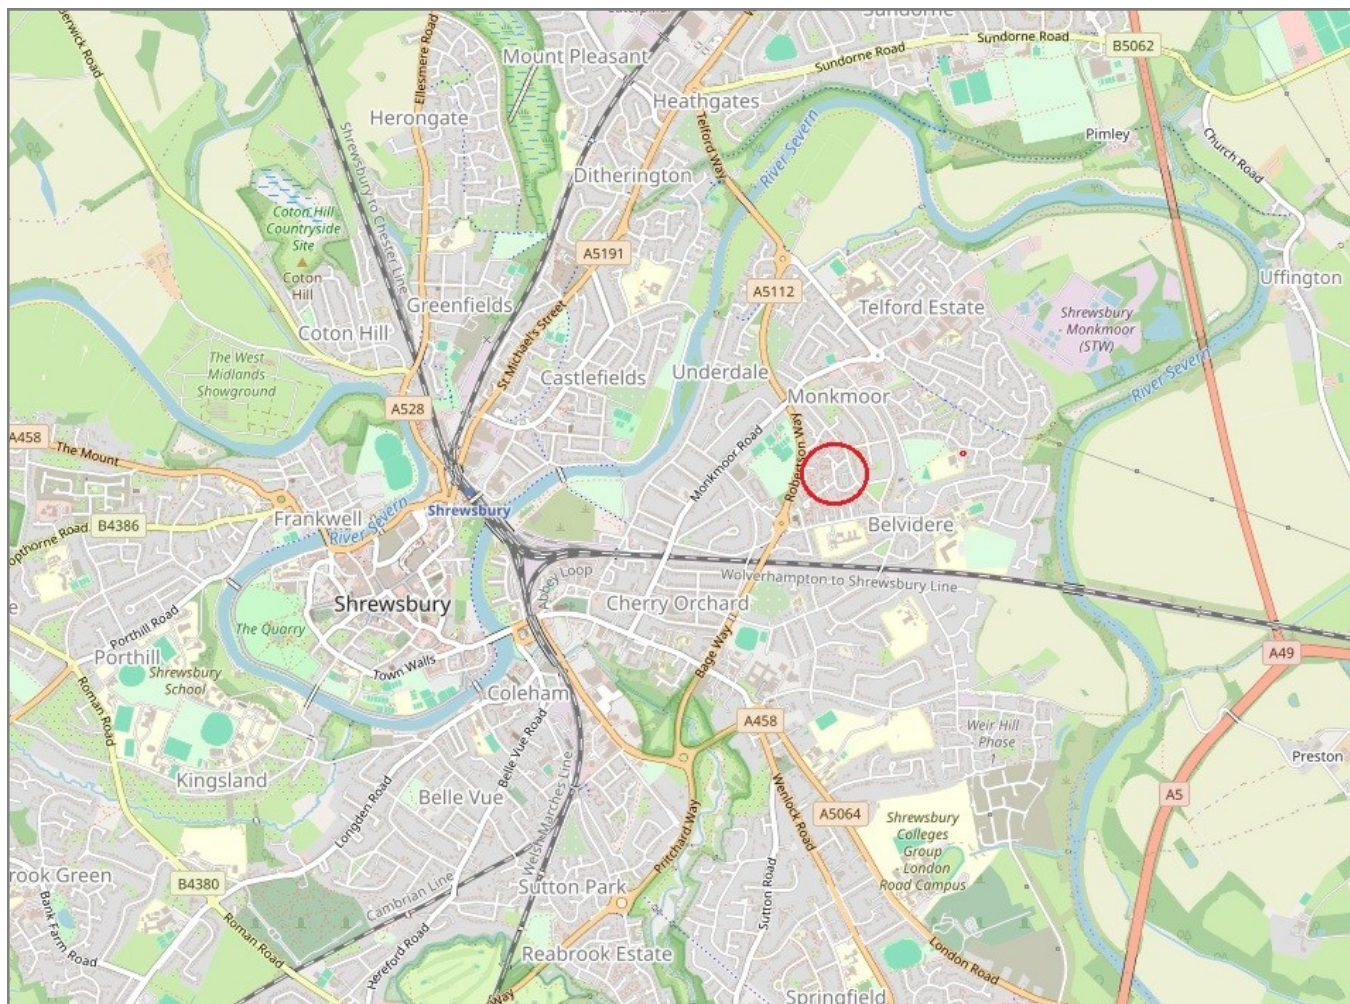 Ellesmere Road
Mount Pleasant
Sundorne Road
Sundorne Road
B5062
Heathgates
Herongate
Telford Way
River Severn
Pimley
Church Road
Shrewsbury to Chester Line
Ditherington
Coton Hill
Countryside
Site
Coton
Hill
A5191
Uffington
A5112
Telford Estate
Greenfields
Shrewsbury
Monkmoor
(STW)
Coton Hill
St Michael's Street
The West
Midlands
Showground
Castlefields
Underdale
Monkmoor
River Severn
A528
A458
The Mount
Monkmoor Road
Robertson Way
Shrewsbury
B4386
Frankwell
River Severn
Belvidere
Abbey Loop
Wolverhampton to Shrewsbury Line
Shrewsbury
Cherry Orchard
The Quarry
Porthill Road
Porthill
Town Walls
Bage Way
A49
Shrewsbury
School
Roman Road
Coleham
A458
Weir Hill
Phase
1
Preston
Kingsland
Belle Vue Road
Belle Vue
Longden Road
Welsh Marches Line
A5
Wenlock Road
A5064
Shrewsbury
Colleges
Group
London
Road Campus
Pritchard Way
B4380
Cambrian Line
Sutton Park
Sutton Road
Bank Farm Road
Roman Road
Hereford Road
Reabrook Estate
London Road
Way
Springfield